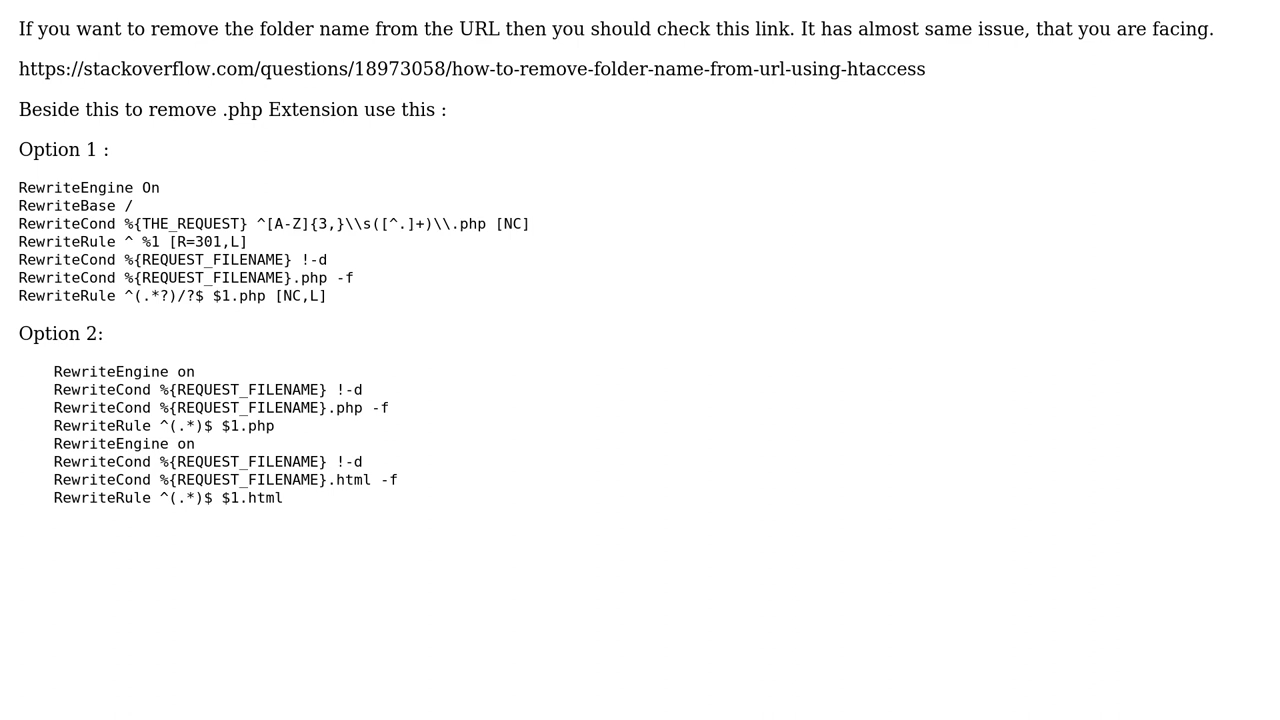 If you want to remove the folder name from the URL then you should check this link. It has almost same issue, that you are facing.
https://stackoverflow.com/questions/18973058/how-to-remove-folder-name-from-url-using-htaccess
Beside this to remove .php Extension use this :
Option 1 :
RewriteEngine On
RewriteBase /
RewriteCond %{THE_REQUEST} ^[A-Z]{3,}\\s([^.]+)\\.php [NC]
RewriteRule ^ %1 [R=301,L]
RewriteCond %{REQUEST_FILENAME} !-d
RewriteCond %{REQUEST_FILENAME}.php -f
RewriteRule ^(.*?)/?$ $1.php [NC,L]
Option 2:
RewriteEngine on
RewriteCond %{REQUEST_FILENAME} !-d
RewriteCond %{REQUEST_FILENAME}.php -f
RewriteRule ^(.*)$ $1.php
RewriteEngine on
RewriteCond %{REQUEST_FILENAME} !-d
RewriteCond %{REQUEST_FILENAME}.html -f
RewriteRule ^(.*)$ $1.html